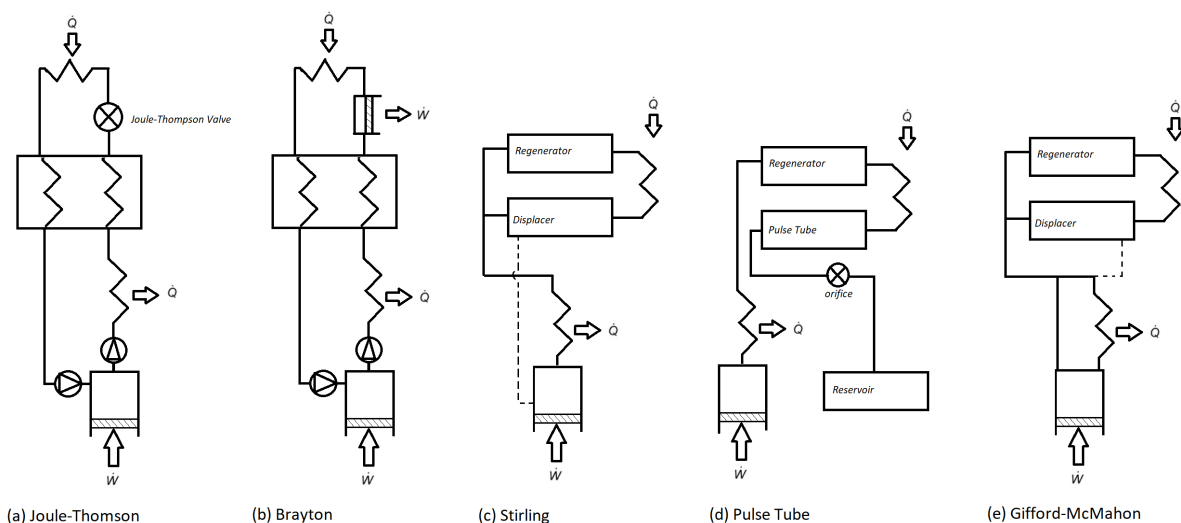 Q̇
Joule-Thompson Valve
Q̇
Ẇ
(a) Joule-Thomson
Q̇
Ẇ
Q̇
Ẇ
(b) Brayton
Q̇
Regenerator
Displacer
Q̇
Ẇ
(c) Stirling
Q̇
Regenerator
Pulse Tube
orifice
Q̇
Reservoir
Ẇ
(d) Pulse Tube
Q̇
Regenerator
Displacer
Q̇
Ẇ
(e) Gifford-McMahon